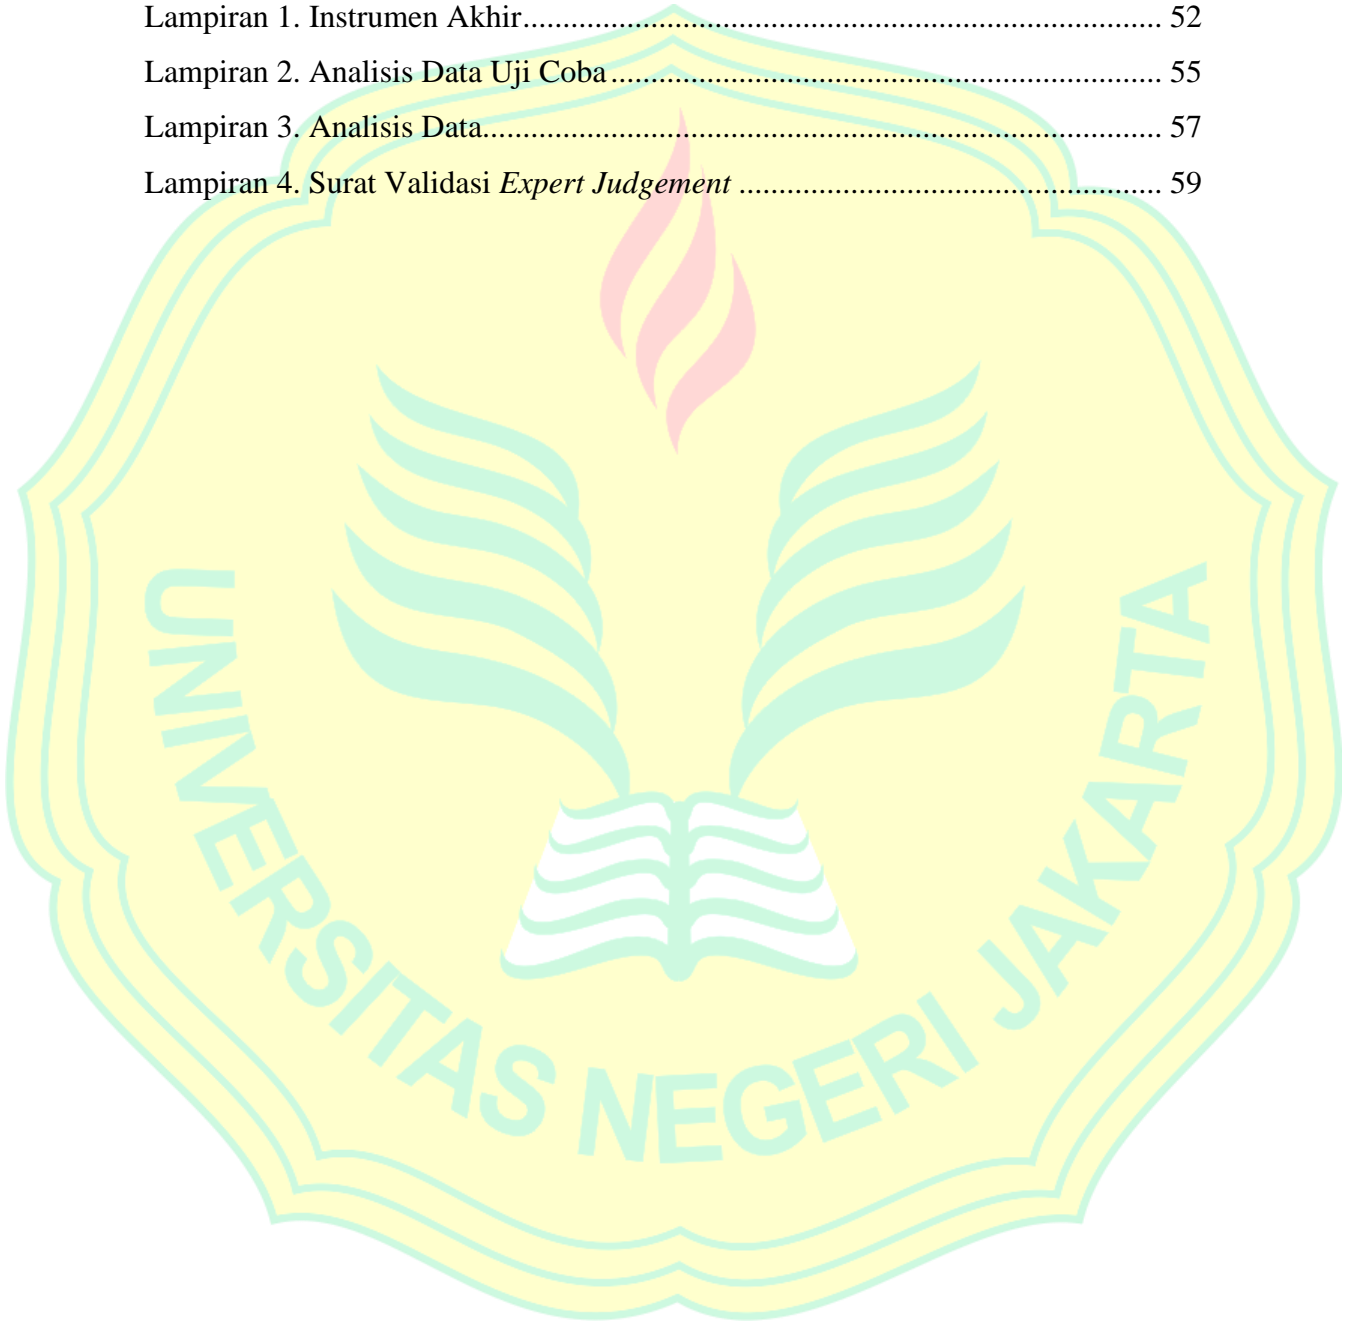 Lampiran 1. Instrumen Akhir................................................................................ 52
Lampiran 2. Analisis Data Uji Coba..................................................................... 55
Lampiran 3. Analisis Data..................................................................................... 57
Lampiran 4. Surat Validasi Expert Judgement ..................................................... 59
UNIVERSITAS NEGERI JAKARTA